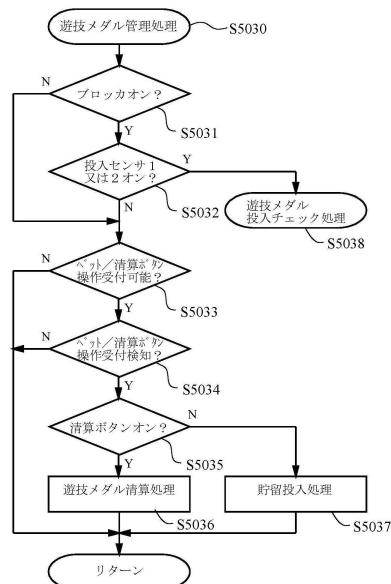 遊技メダル管理処理
S5030
N
ブロッカオン？
S5031
Y
投入センサ１
又は２オン？
Y
S5032
N
遊技メダル
投入チェック処理
S5038
N
ベット／清算ボタン
操作受付可能？
S5033
Y
N
ベット／清算ボタン
操作受付検知？
S5034
Y
清算ボタンオン？
N
S5035
Y
遊技メダル清算処理
貯留投入処理
S5036
S5037
リターン